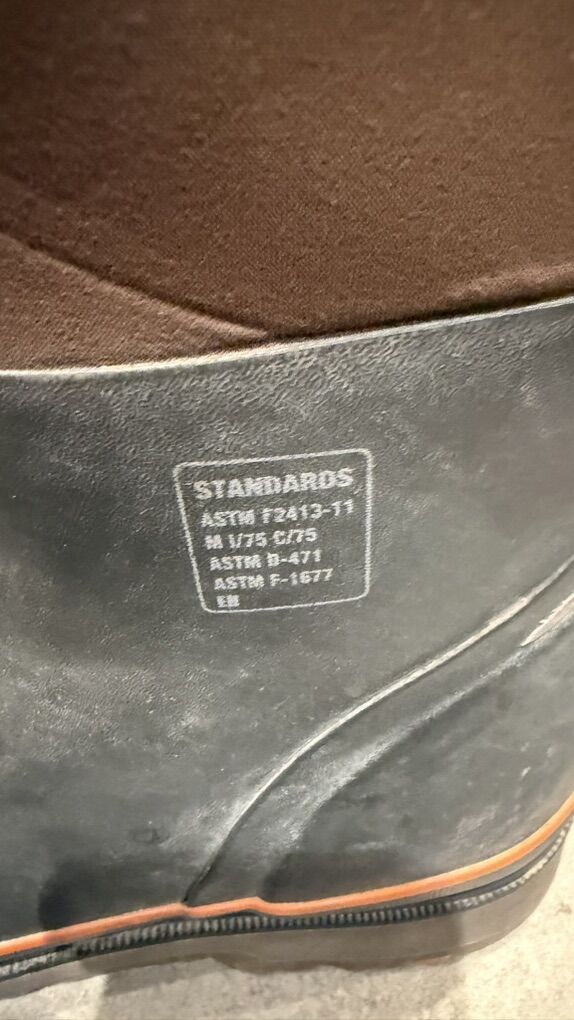 STANDARDS
ASTM F2413-11
M I/75 C/75
ASTM D-471
ASTM F-1677
EH